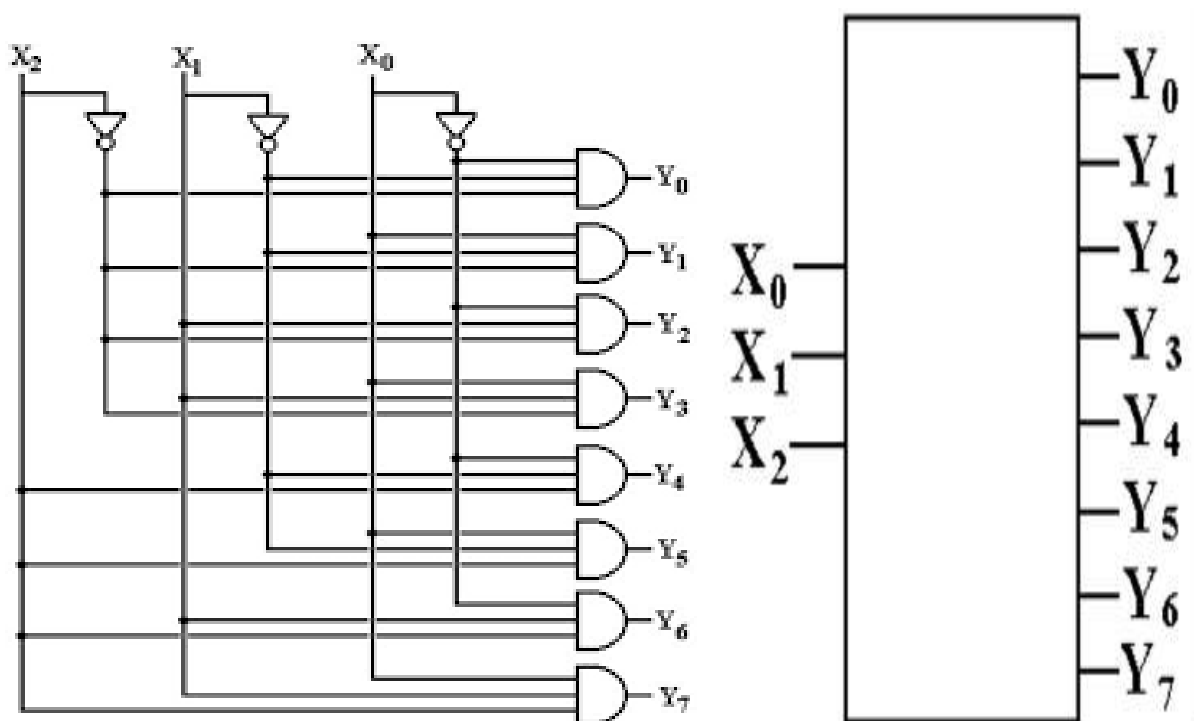 X₂ X₁ X₀
Y₀
Y₁
Y₂
Y₃
Y₄
Y₅
Y₆
Y₇
X₀
X₁
X₂
Y₀
Y₁
Y₂
Y₃
Y₄
Y₅
Y₆
Y₇